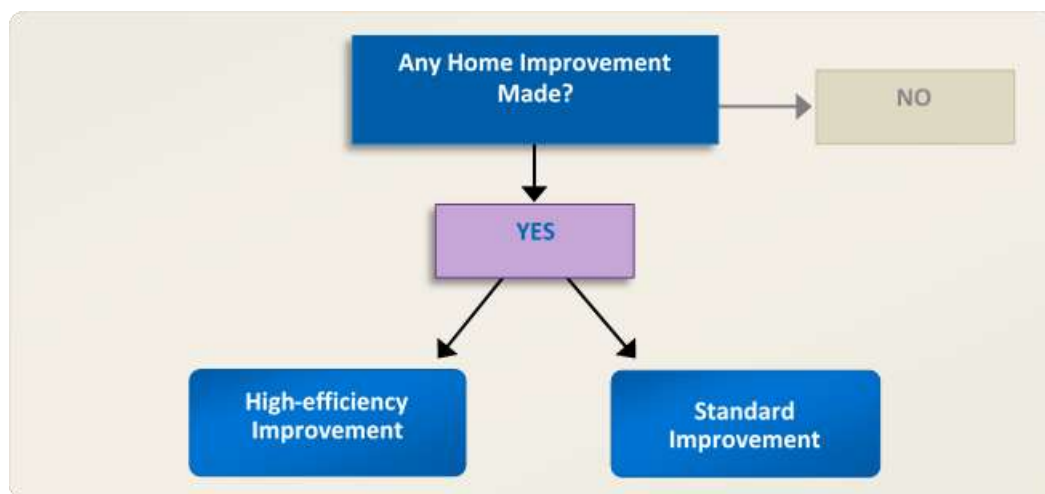 Any Home Improvement
Made?
NO
YES
High-efficiency
Improvement
Standard
Improvement